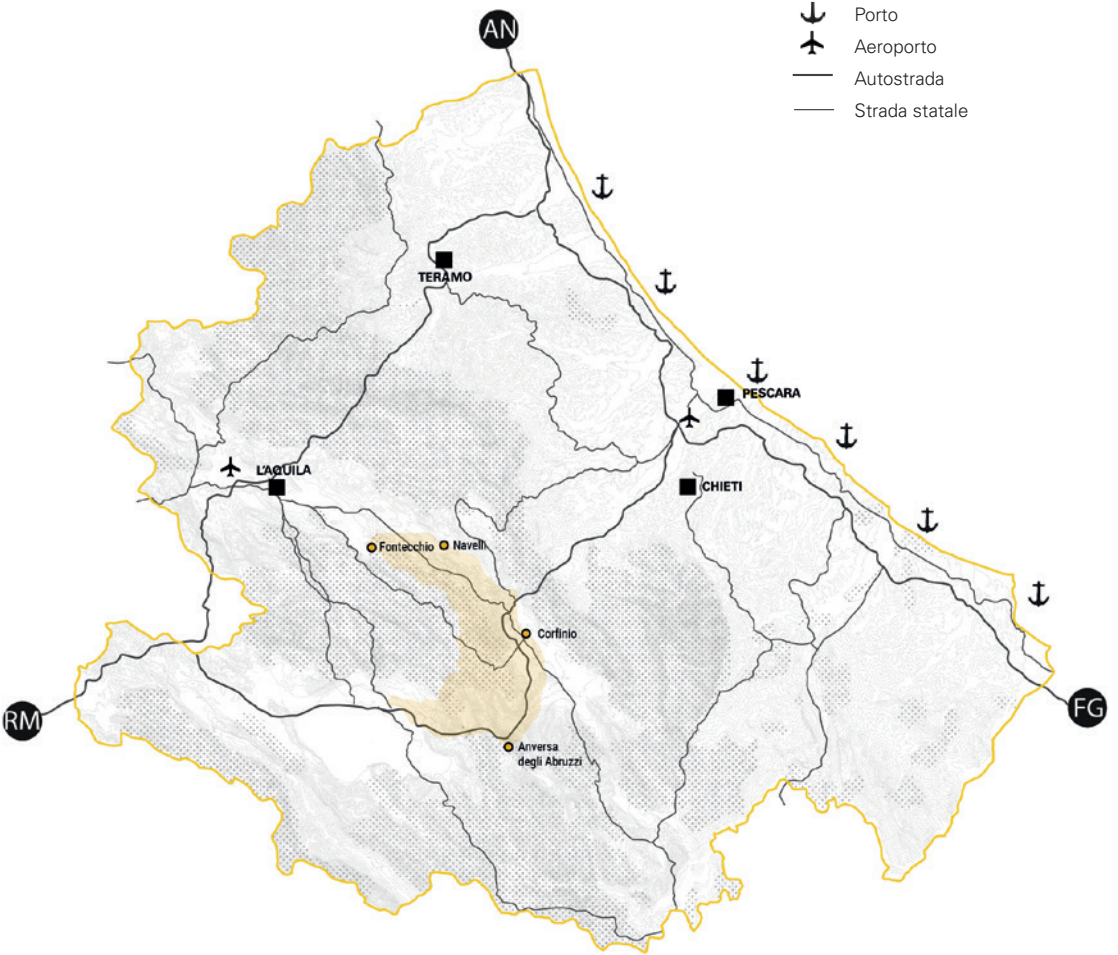 AN
Porto
Aeroporto
Autostrada
Strada statale
TERAMO
PESCARA
L'AQUILA
CHIETI
Fontecchio
Navelli
Corfinio
RM
FG
Anversa
degli Abruzzi